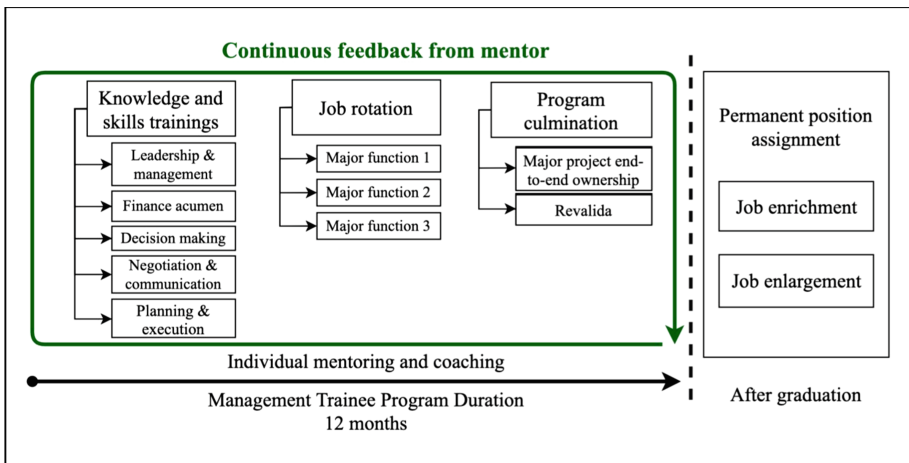 Continuous feedback from mentor
Knowledge and
skills trainings
Leadership &
management
Finance acumen
Decision making
Negotiation &
communication
Planning &
execution
Job rotation
Major function 1
Major function 2
Major function 3
Program
culmination
Major project end-
to-end ownership
Revalida
Individual mentoring and coaching
Management Trainee Program Duration
12 months
Permanent position
assignment
Job enrichment
Job enlargement
After graduation